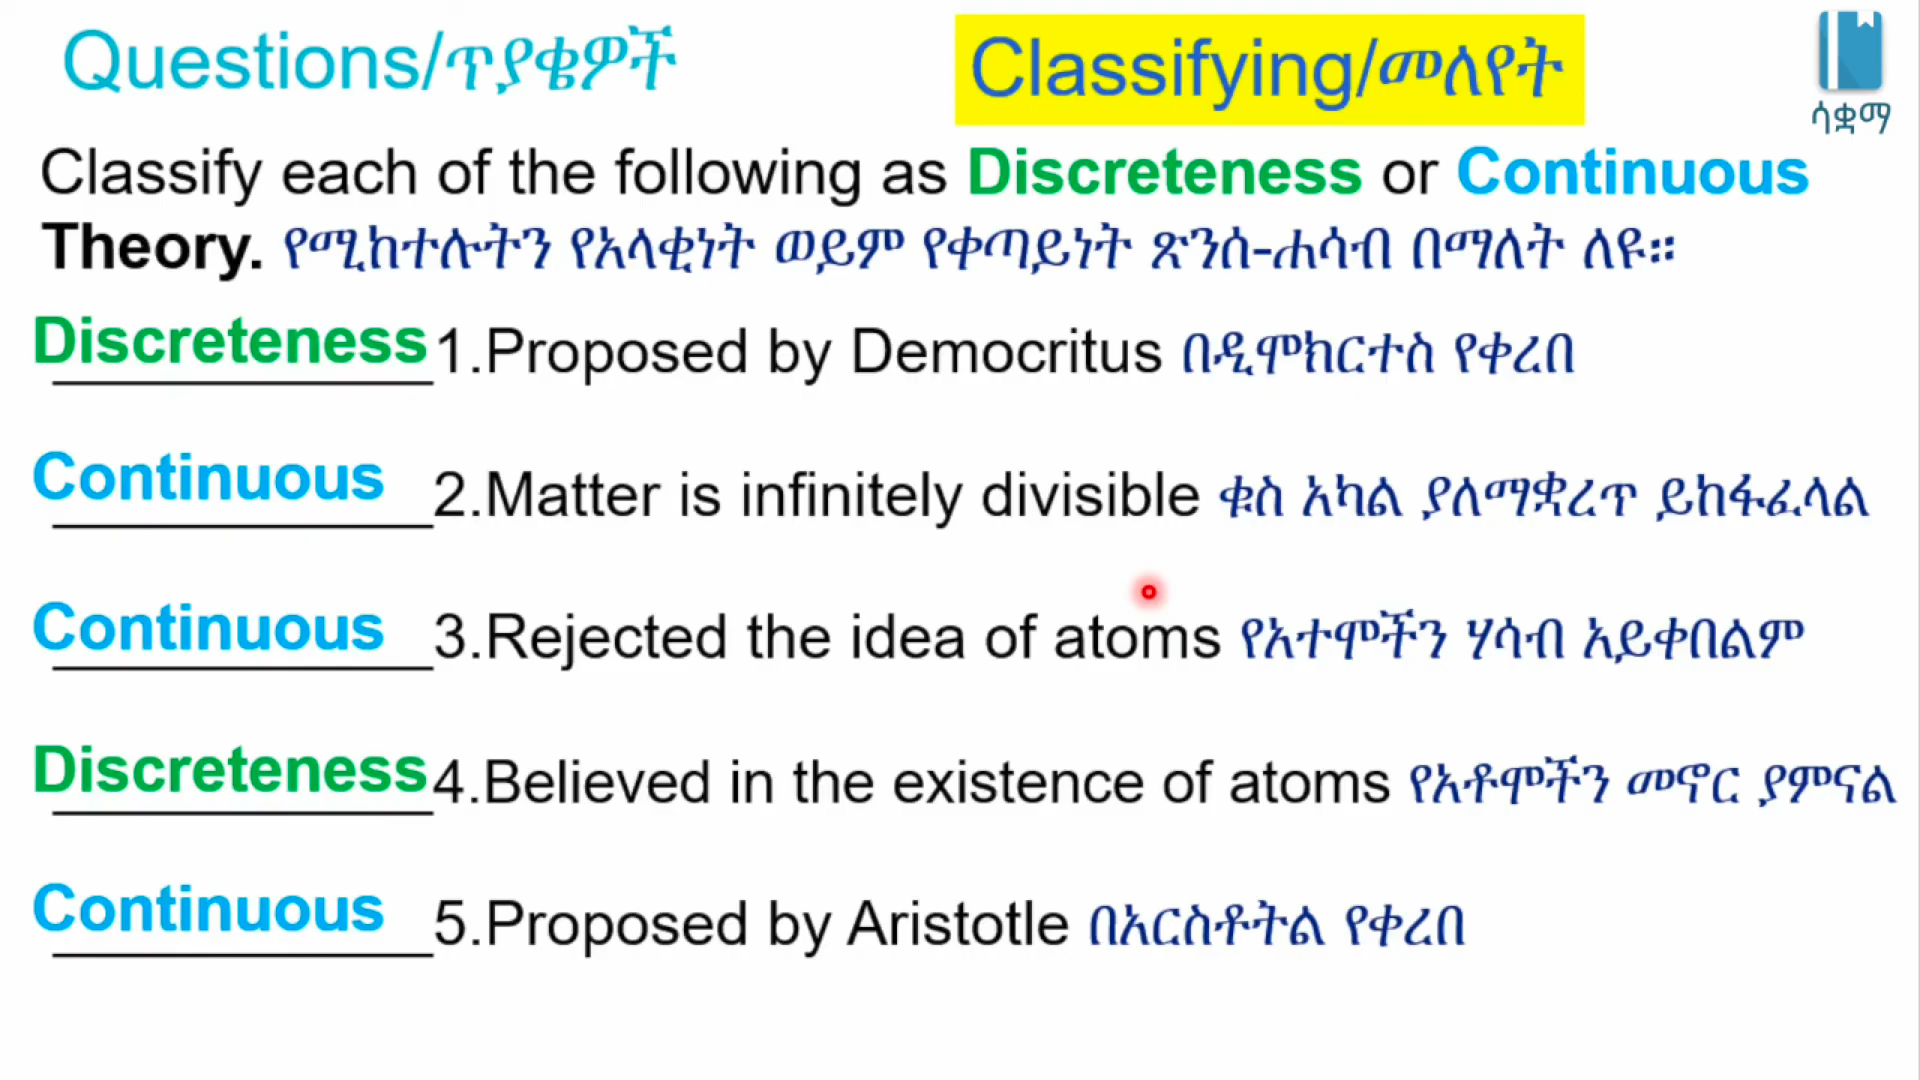 Questions/ጥያቄዎች
Classifying/መለየት
ሳቋማ
Classify each of the following as Discreteness or Continuous
Theory. የሚከተሉትን የአላቂነት ወይም የቀጣይነት ጽንሰ-ሐሳብ በማለት ለዩ።
Discreteness 1.Proposed by Democritus በዲሞክርተስ የቀረበ
Continuous 2.Matter is infinitely divisible ቁስ አካል ያለማቋረጥ ይከፋፈላል
Continuous 3.Rejected the idea of atoms የአተሞችን ሃሳብ አይቀበልም
Discreteness 4.Believed in the existence of atoms የአቶሞችን መኖር ያምናል
Continuous 5.Proposed by Aristotle በአርስቶትል የቀረበ